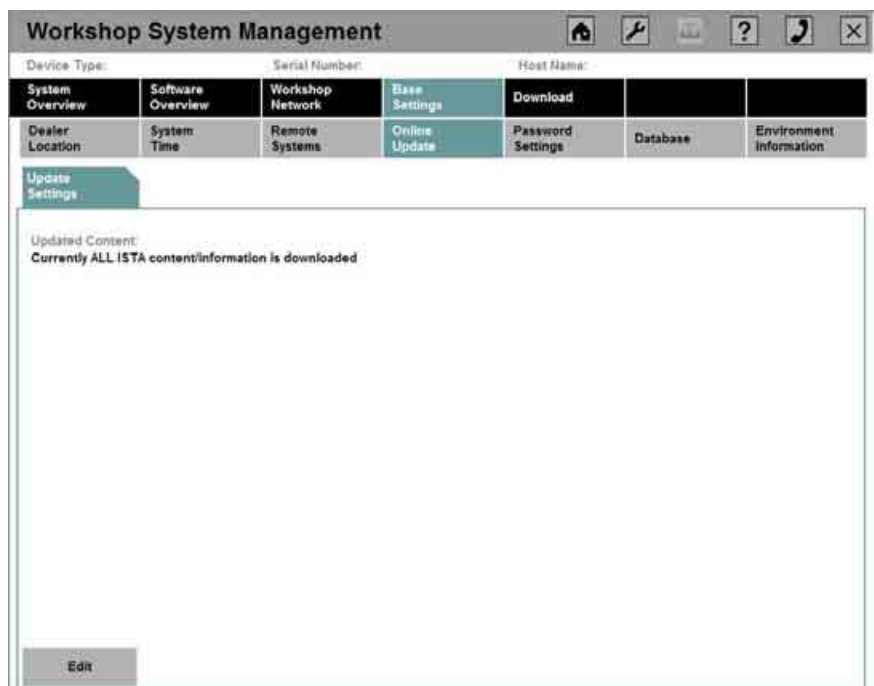 Workshop System Management
?
Device Type: Serial Number: Host Name:
System Overview
Software Overview
Workshop Network
Base Settings
Download
Dealer Location
System Time
Remote Systems
Online Update
Password Settings
Database
Environment Information
Update Settings
Updated Content:
Currently ALL ISTA content/information is downloaded
Edit